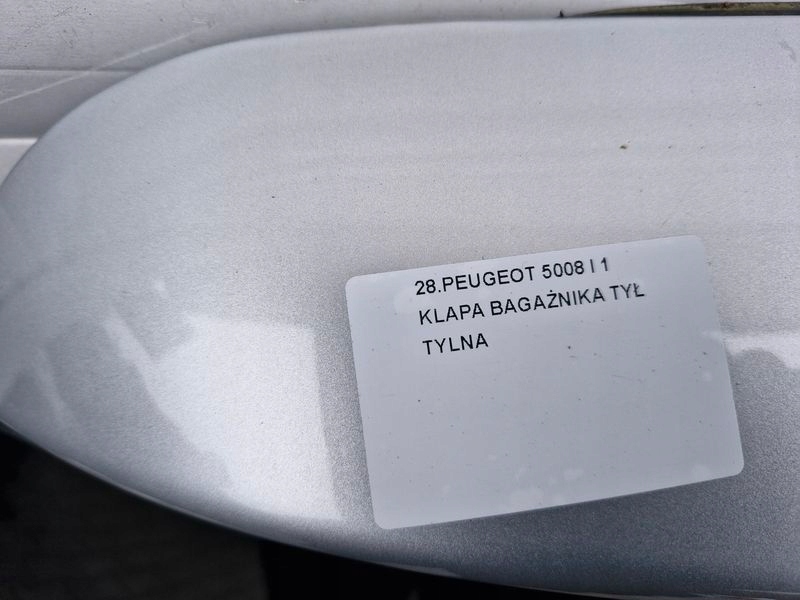 28.PEUGEOT 5008 I 1
KLAPA BAGAŻNIKA TYŁ
TYLNA